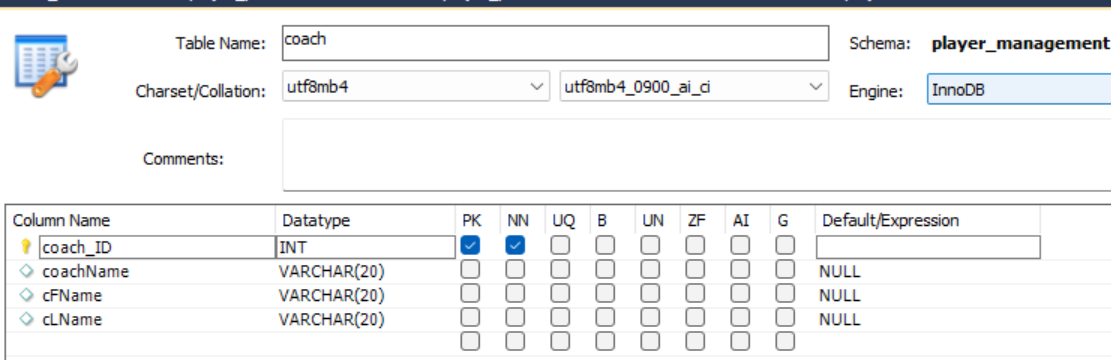 Table Name: coach Schema: player_management
Charset/Collation: utf8mb4 utf8mb4_0900_ai_ci Engine: InnoDB
Comments:
Column Name Datatype PK NN UQ B UN ZF AI G Default/Expression
coach_ID INT
coachName VARCHAR(20) NULL
cFName VARCHAR(20) NULL
cLName VARCHAR(20) NULL